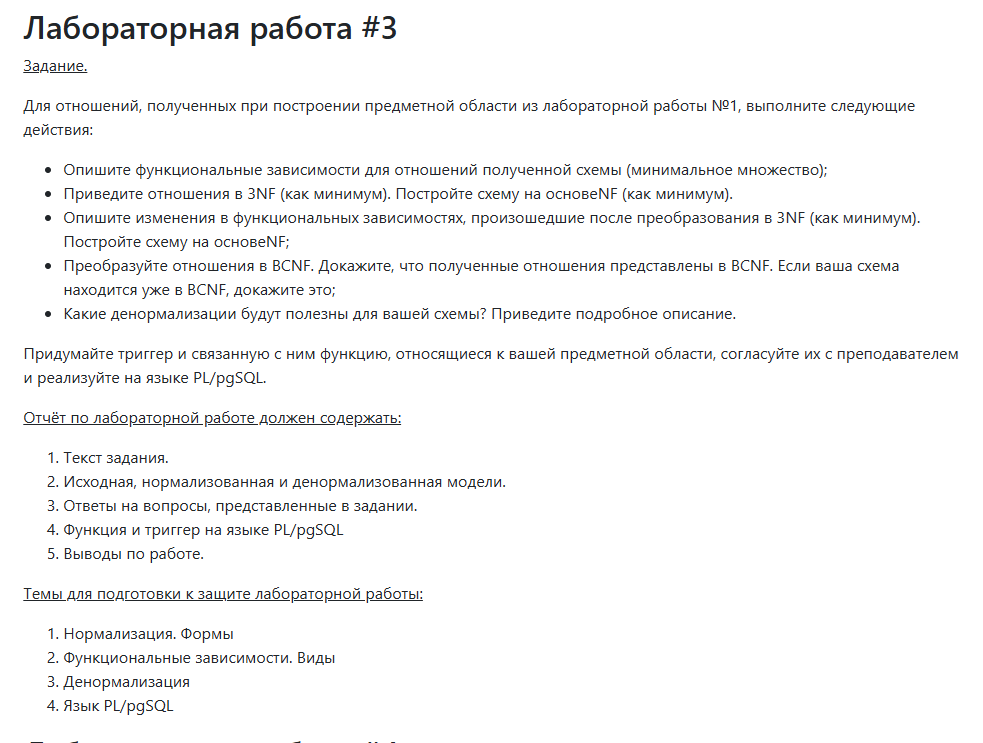 Лабораторная работа #3
Задание.
Для отношений, полученных при построении предметной области из лабораторной работы №1, выполните следующие
действия:
• Опишите функциональные зависимости для отношений полученной схемы (минимальное множество);
• Приведите отношения в 3NF (как минимум). Постройте схему на основеNF (как минимум).
• Опишите изменения в функциональных зависимостях, произошедшие после преобразования в 3NF (как минимум).
Постройте схему на основеNF;
• Преобразуйте отношения в BCNF. Докажите, что полученные отношения представлены в BCNF. Если ваша схема
находится уже в BCNF, докажите это;
• Какие денормализации будут полезны для вашей схемы? Приведите подробное описание.
Придумайте триггер и связанную с ним функцию, относящиеся к вашей предметной области, согласуйте их с преподавателем
и реализуйте на языке PL/pgSQL.
Отчёт по лабораторной работе должен содержать:
1. Текст задания.
2. Исходная, нормализованная и денормализованная модели.
3. Ответы на вопросы, представленные в задании.
4. Функция и триггер на языке PL/pgSQL
5. Выводы по работе.
Темы для подготовки к защите лабораторной работы:
1. Нормализация. Формы
2. Функциональные зависимости. Виды
3. Денормализация
4. Язык PL/pgSQL